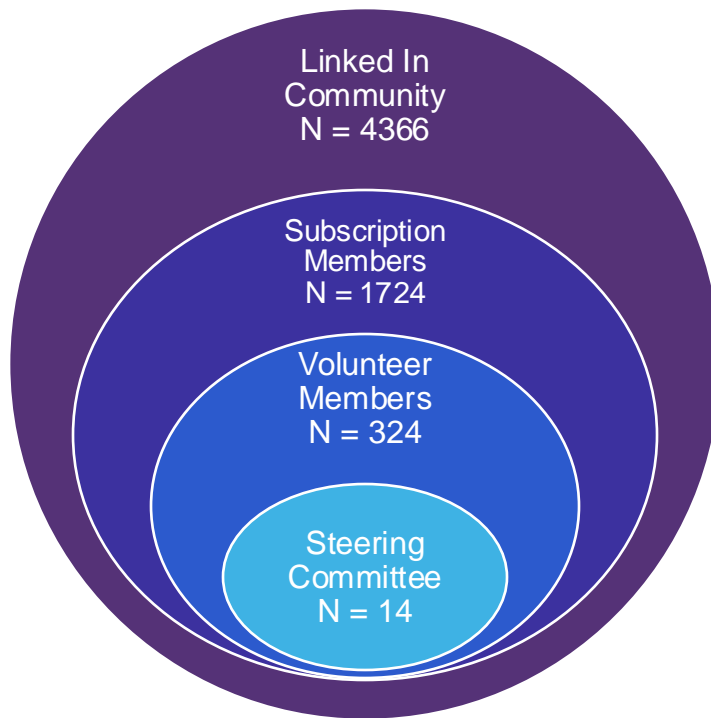 Linked In
Community
N = 4366
Subscription
Members
N = 1724
Volunteer
Members
N = 324
Steering
Committee
N = 14